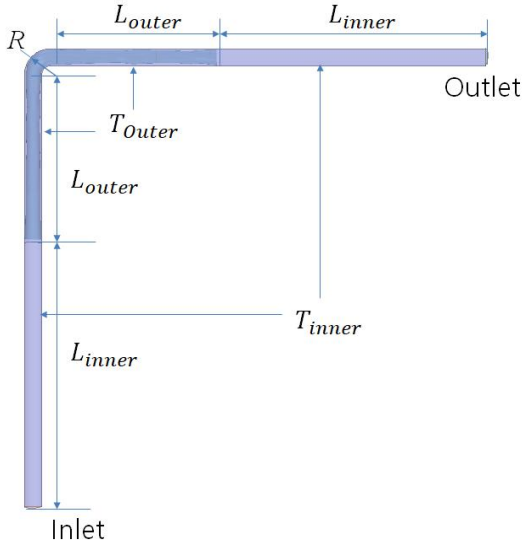 L_outer L_inner
R
Outlet
T_Outer
L_outer
T_inner
L_inner
Inlet